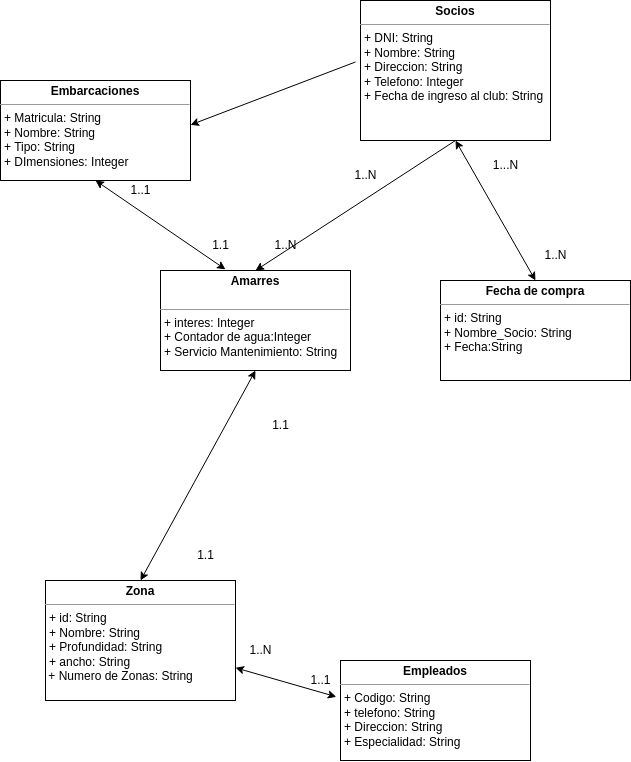 Socios
+ DNI: String
+ Nombre: String
+ Direccion: String
+ Telefono: Integer
+ Fecha de ingreso al club: String
Embarcaciones
+ Matricula: String
+ Nombre: String
+ Tipo: String
+ DImensiones: Integer
1..1
1..N
1...N
1.1
1..N
1..N
Amarres
+ interes: Integer
+ Contador de agua:Integer
+ Servicio Mantenimiento: String
Fecha de compra
+ id: String
+ Nombre_Socio: String
+ Fecha:String
1.1
1.1
Zona
+ id: String
+ Nombre: String
+ Profundidad: String
+ ancho: String
+ Numero de Zonas: String
1..N
1..1
Empleados
+ Codigo: String
+ telefono: String
+ Direccion: String
+ Especialidad: String